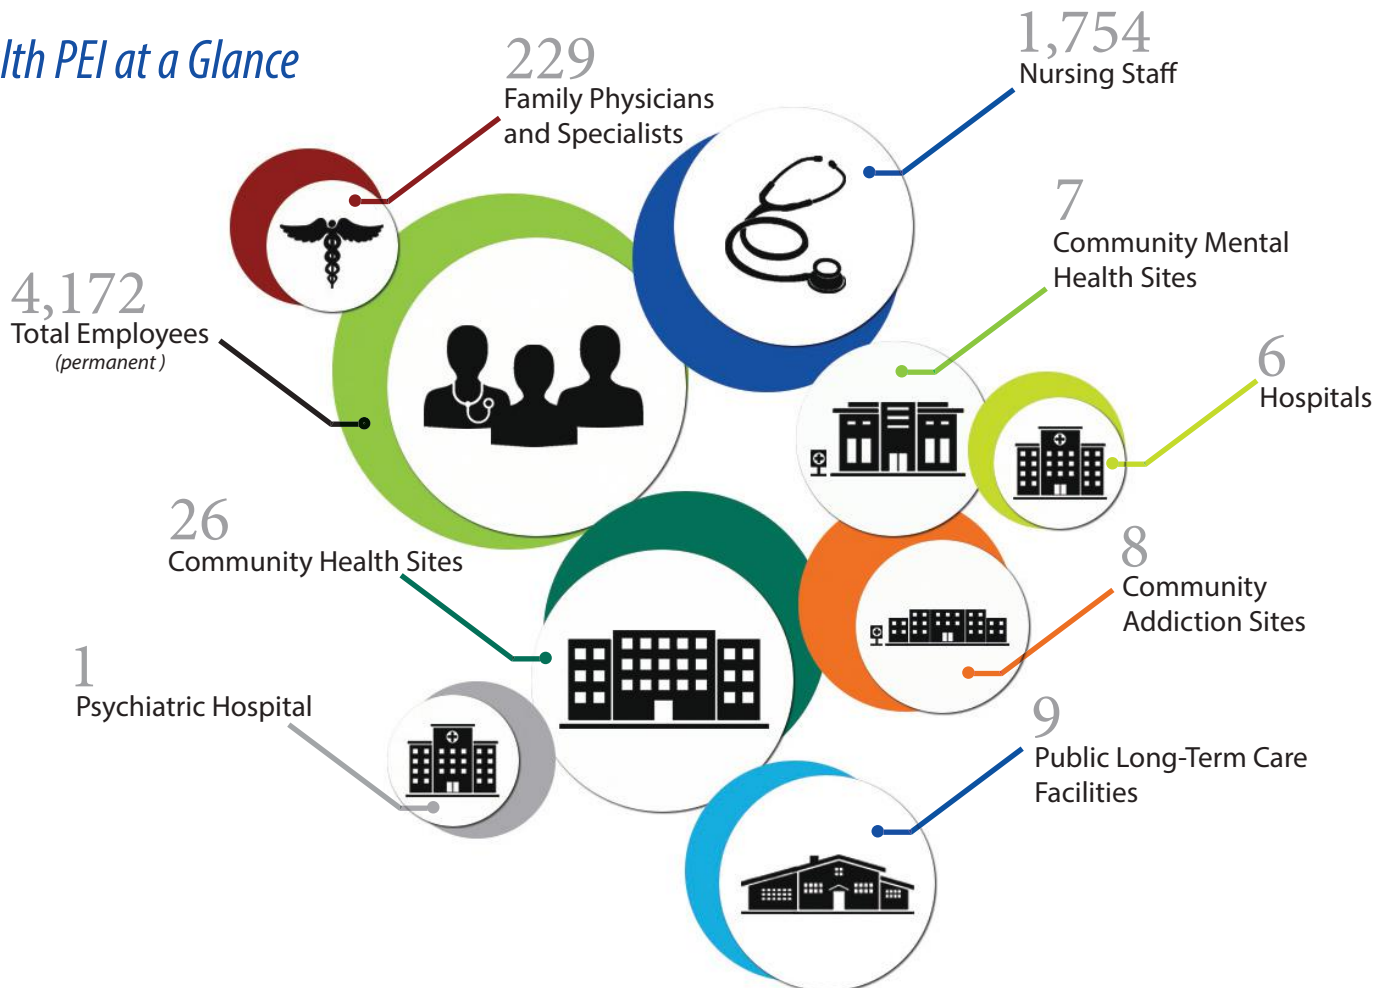 lth PEI at a Glance
229
Family Physicians
and Specialists
1,754
Nursing Staff
7
Community Mental
Health Sites
4,172
Total Employees
(permanent )
6
Hospitals
26
Community Health Sites
8
Community
Addiction Sites
1
Psychiatric Hospital
9
Public Long-Term Care
Facilities